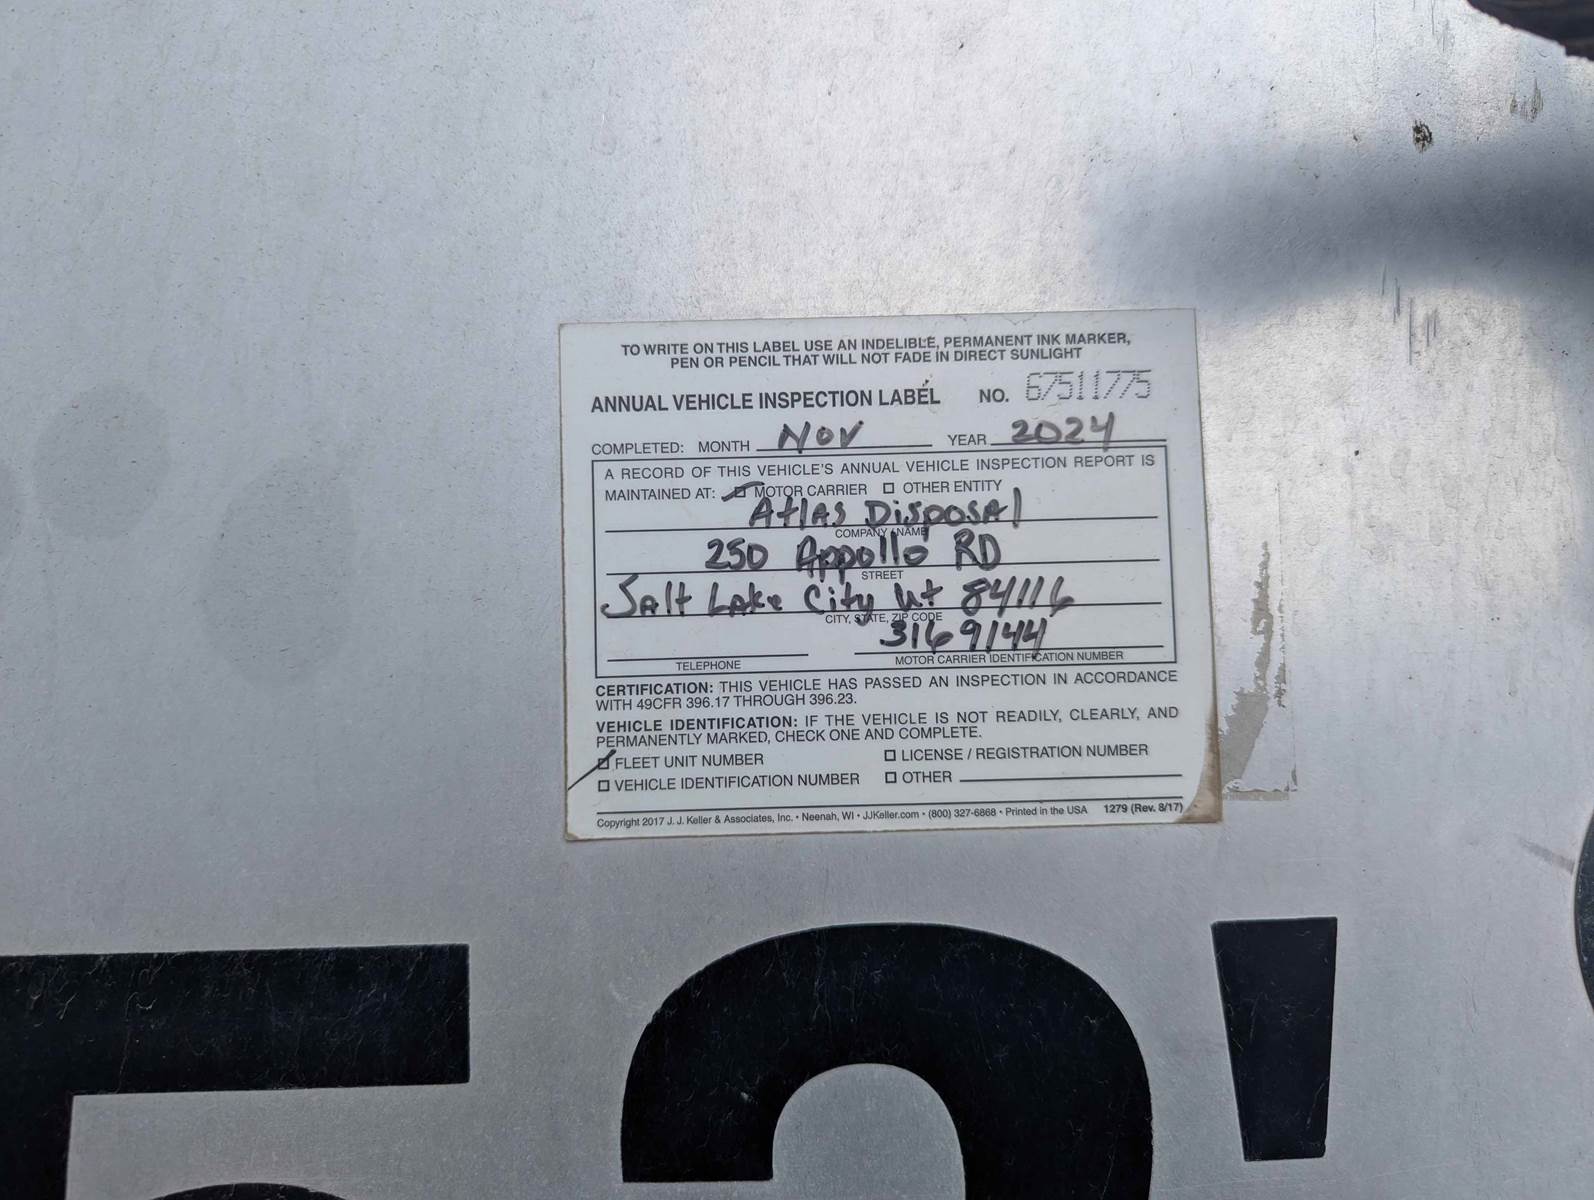 TO WRITE ON THIS LABEL USE AN INDELIBLE, PERMANENT INK MARKER,
PEN OR PENCIL THAT WILL NOT FADE IN DIRECT SUNLIGHT
ANNUAL VEHICLE INSPECTION LABEL NO. 67511775
COMPLETED: MONTH NOV YEAR 2024
A RECORD OF THIS VEHICLE'S ANNUAL VEHICLE INSPECTION REPORT IS
MAINTAINED AT: MOTOR CARRIER OTHER ENTITY
Atlas Disposal
COMPANY NAME
250 Appollo RD
STREET
Salt Lake City Ut 84116
CITY, STATE, ZIP CODE
3169144
TELEPHONE MOTOR CARRIER IDENTIFICATION NUMBER
CERTIFICATION: THIS VEHICLE HAS PASSED AN INSPECTION IN ACCORDANCE
WITH 49CFR 396.17 THROUGH 396.23.
VEHICLE IDENTIFICATION: IF THE VEHICLE IS NOT READILY, CLEARLY, AND
PERMANENTLY MARKED, CHECK ONE AND COMPLETE.
FLEET UNIT NUMBER LICENSE / REGISTRATION NUMBER
VEHICLE IDENTIFICATION NUMBER OTHER
Copyright 2017 J. J. Keller & Associates, Inc. • Neenah, WI • JJKeller.com • (800) 327-6868 • Printed in the USA 1279 (Rev. 8/17)